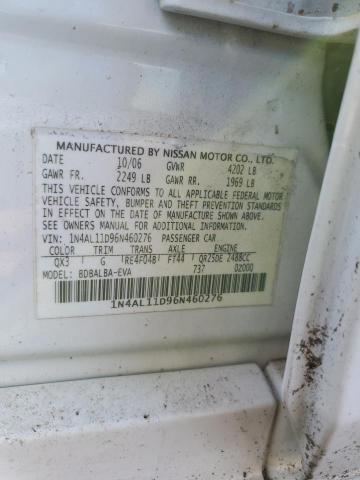 MANUFACTURED BY NISSAN MOTOR CO., LTD.
10/06 GVWR 4202 LB
GAWR FR. 2249 LB GAWR RR. 1969 LB
THIS VEHICLE CONFORMS TO ALL APPLICABLE FEDERAL MOTOR
VEHICLE SAFETY, BUMPER AND THEFT PREVENTION STANDARDS
IN EFFECT ON THE DATE OF MANUFACTURE SHOWN ABOVE.
SEE OWNERS MANUAL FOR ADDITIONAL INFORMATION.
VIN: 1N4AL11D96N460276 PASSENGER CAR
COLOR TRIM TRANS AXLE ENGINE
QX3 G RE4F04B FT44 QR25DE 2488CC
MODEL: BDBALBA-EVA 737 D2000
1N4AL11D96N460276